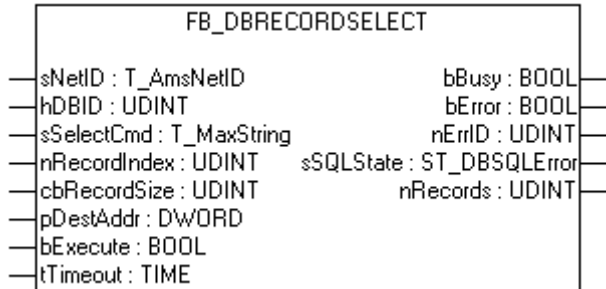 FB_DBRECORDSELECT
sNetID : T_AmsNetID bBusy : BOOL
hDBID : UDINT bError : BOOL
sSelectCmd : T_MaxString nErrID : UDINT
nRecordIndex : UDINT sSQLState : ST_DBSQLError
cbRecordSize : UDINT nRecords : UDINT
pDestAddr : DWORD
bExecute : BOOL
tTimeout : TIME